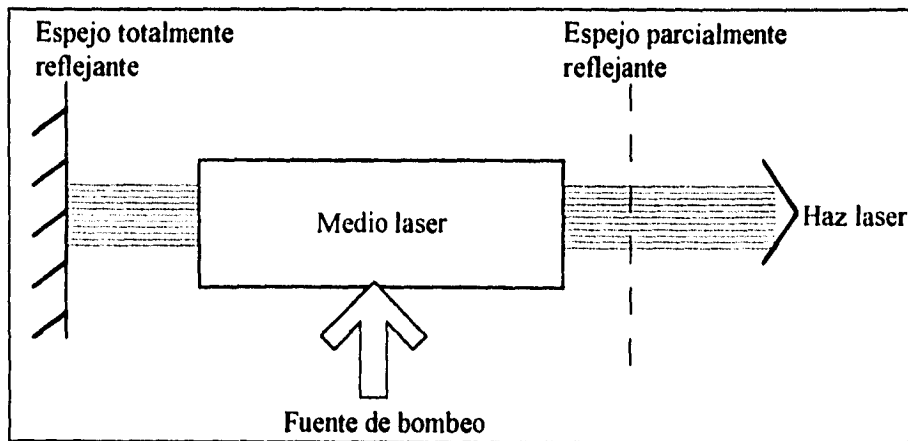 Espejo totalmente
reflejante
Espejo parcialmente
reflejante
Medio laser
Haz laser
Fuente de bombeo